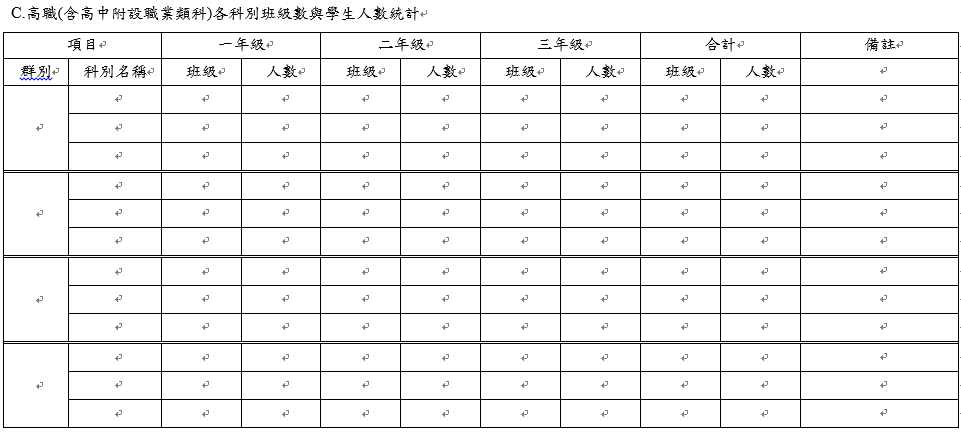 C.高職(含高中附設職業類科)各科別班級數與學生人數統計
項目 一年級 二年級 三年級 合計 備註
群別 科別名稱 班級 人數 班級 人數 班級 人數 班級 人數